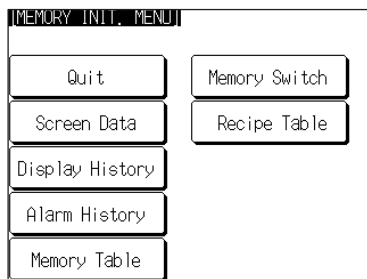 [MEMORY INIT. MENU]
Quit
Memory Switch
Screen Data
Recipe Table
Display History
Alarm History
Memory Table